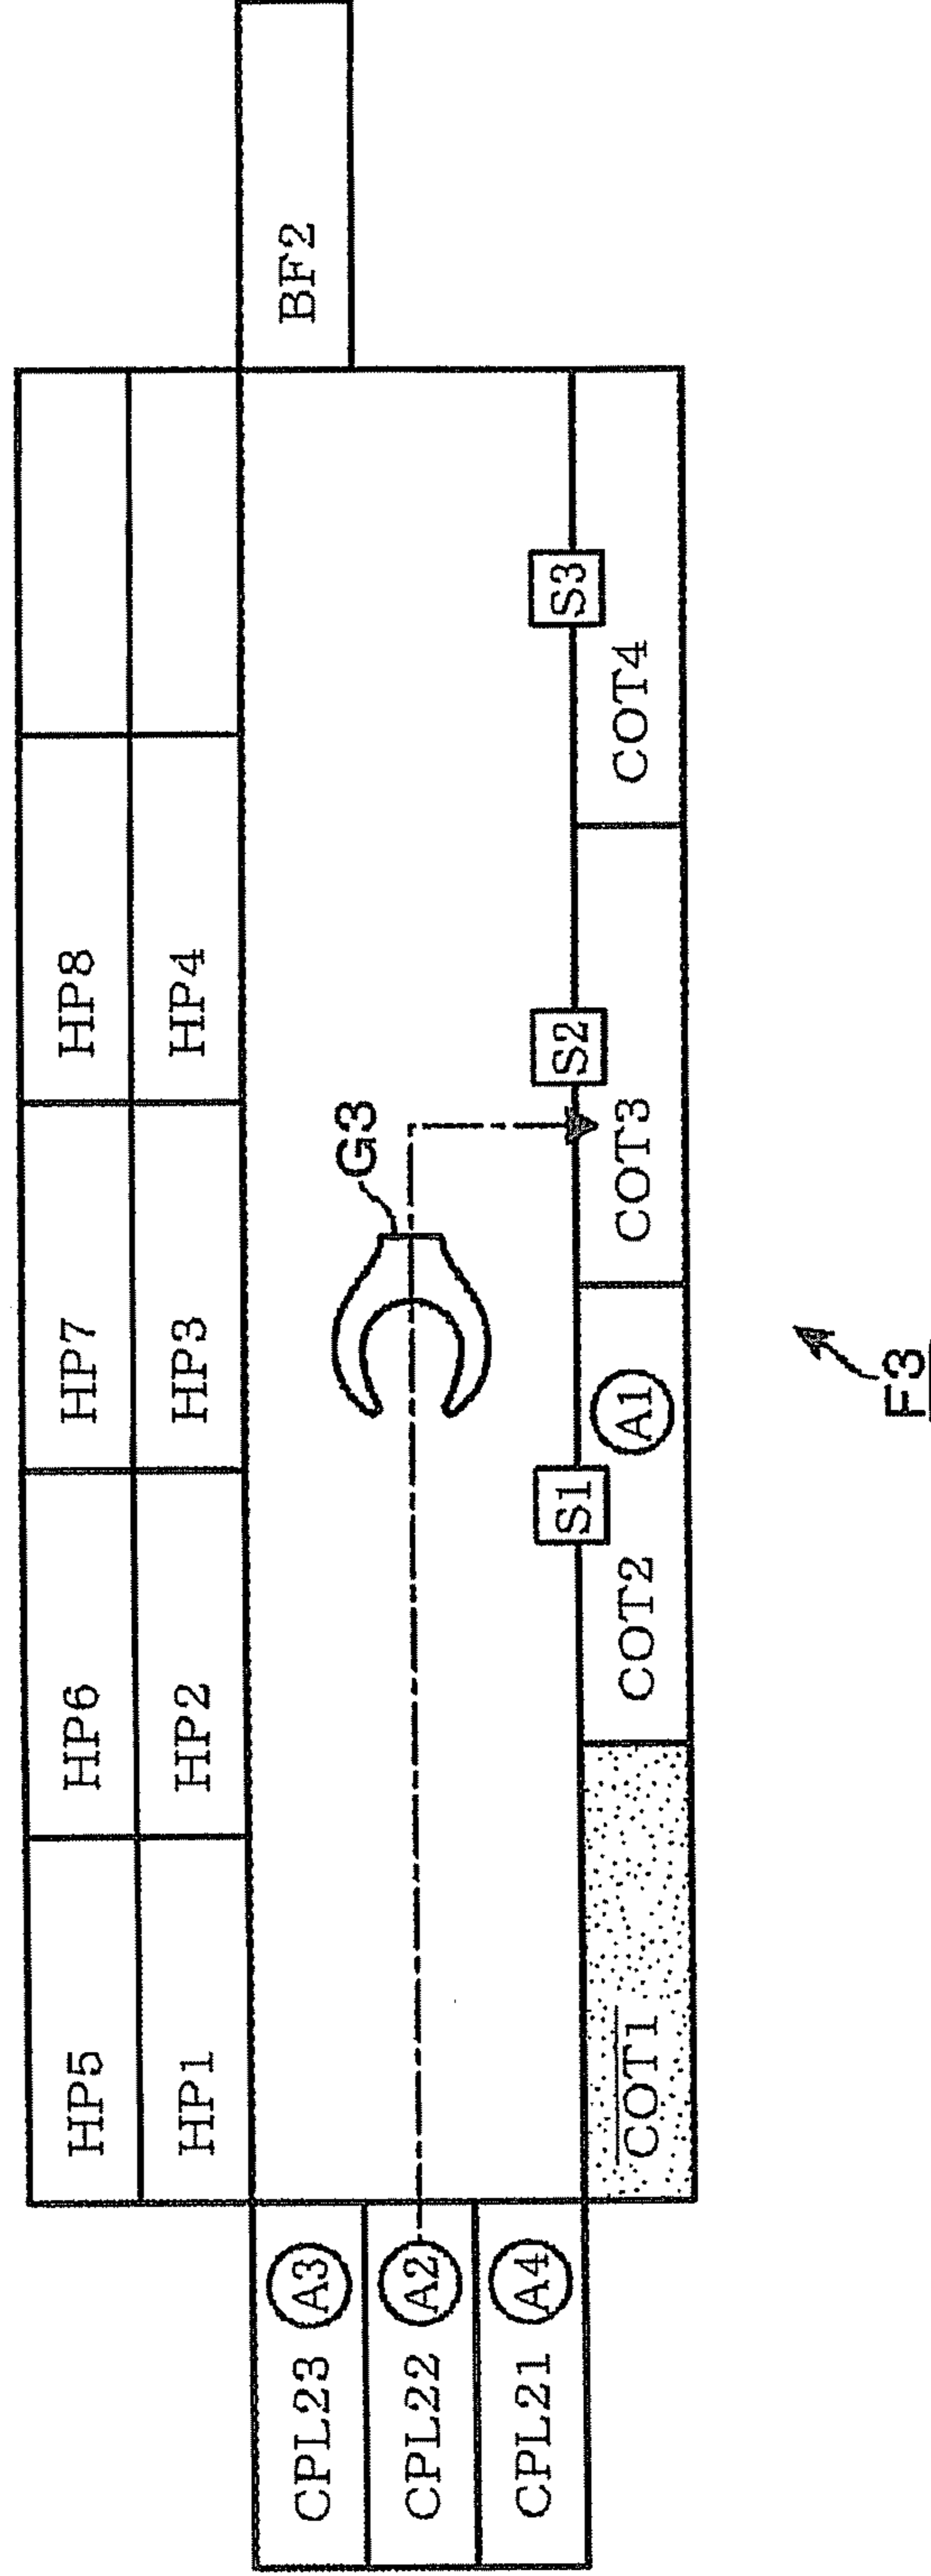 HP5
HP6
HP7
HP8
HP1
HP2
HP3
HP4
BF2
G3
CPL23
A3
CPL22
A2
CPL21
A4
S1
S2
S3
COT1
COT2
A1
COT3
COT4
F3